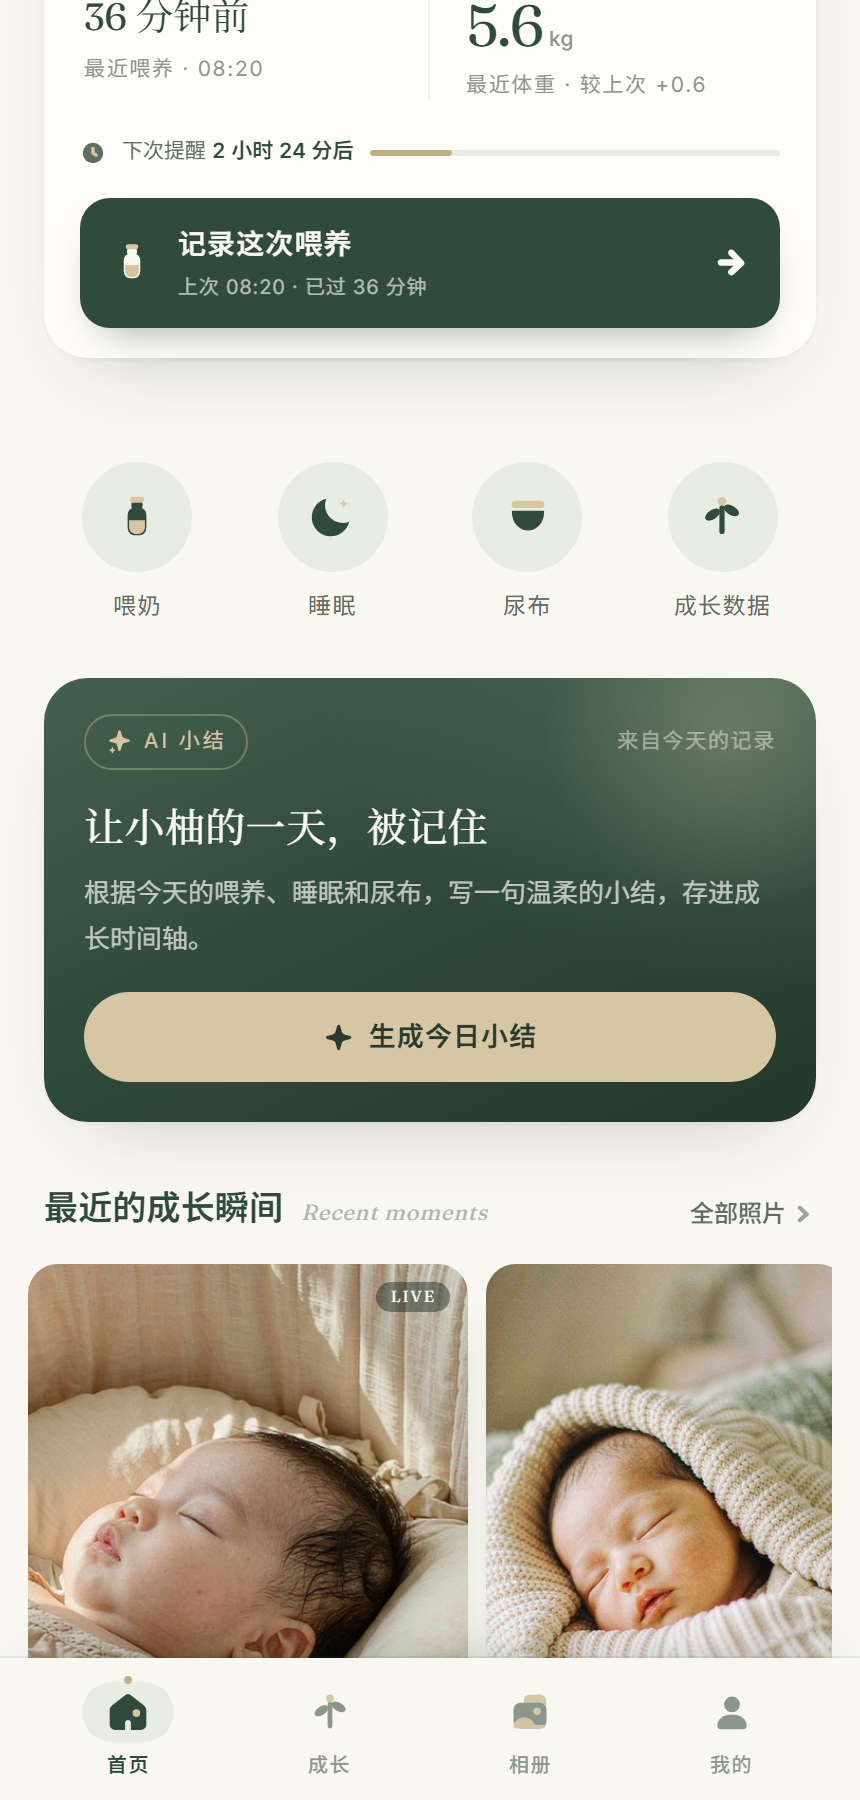 36 分钟前
5.6 kg
最近喂养 · 08:20
最近体重 · 较上次 +0.6
下次提醒 2 小时 24 分后
记录这次喂养
上次 08:20 · 已过 36 分钟
喂奶
睡眠
尿布
成长数据
AI 小结
来自今天的记录
让小柚的一天，被记住
根据今天的喂养、睡眠和尿布，写一句温柔的小结，存进成
长时间轴。
生成今日小结
最近的成长瞬间 Recent moments
全部照片
LIVE
首页
成长
相册
我的